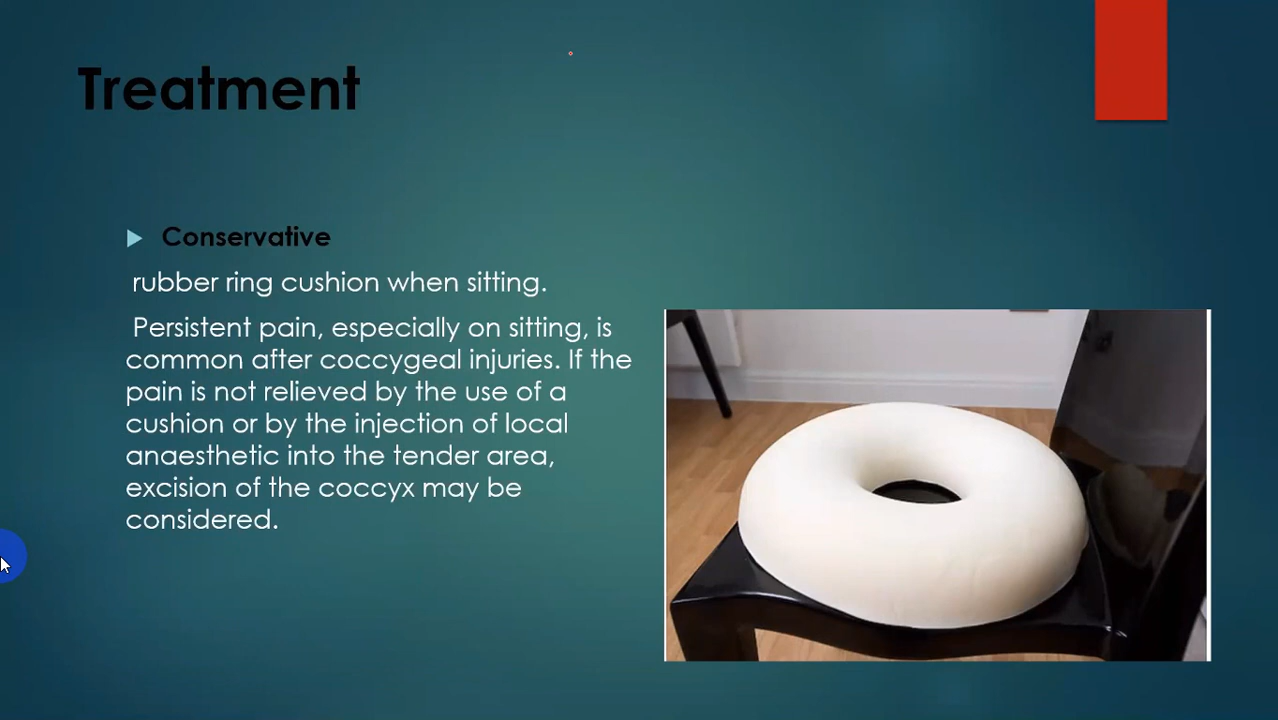 Treatment
Conservative
rubber ring cushion when sitting.
Persistent pain, especially on sitting, is
common after coccygeal injuries. If the
pain is not relieved by the use of a
cushion or by the injection of local
anaesthetic into the tender area,
excision of the coccyx may be
considered.